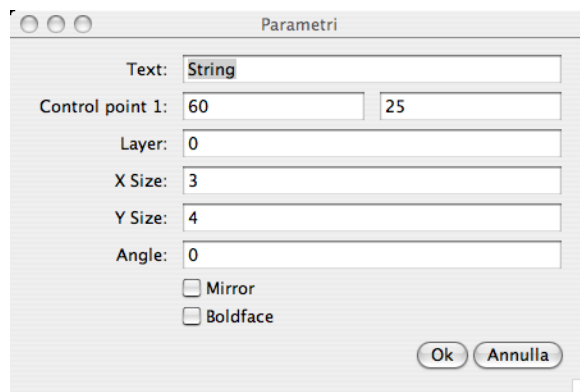 Parametri
Text: String
Control point 1: 60 25
Layer: 0
X Size: 3
Y Size: 4
Angle: 0
Mirror
Boldface
Ok Annulla